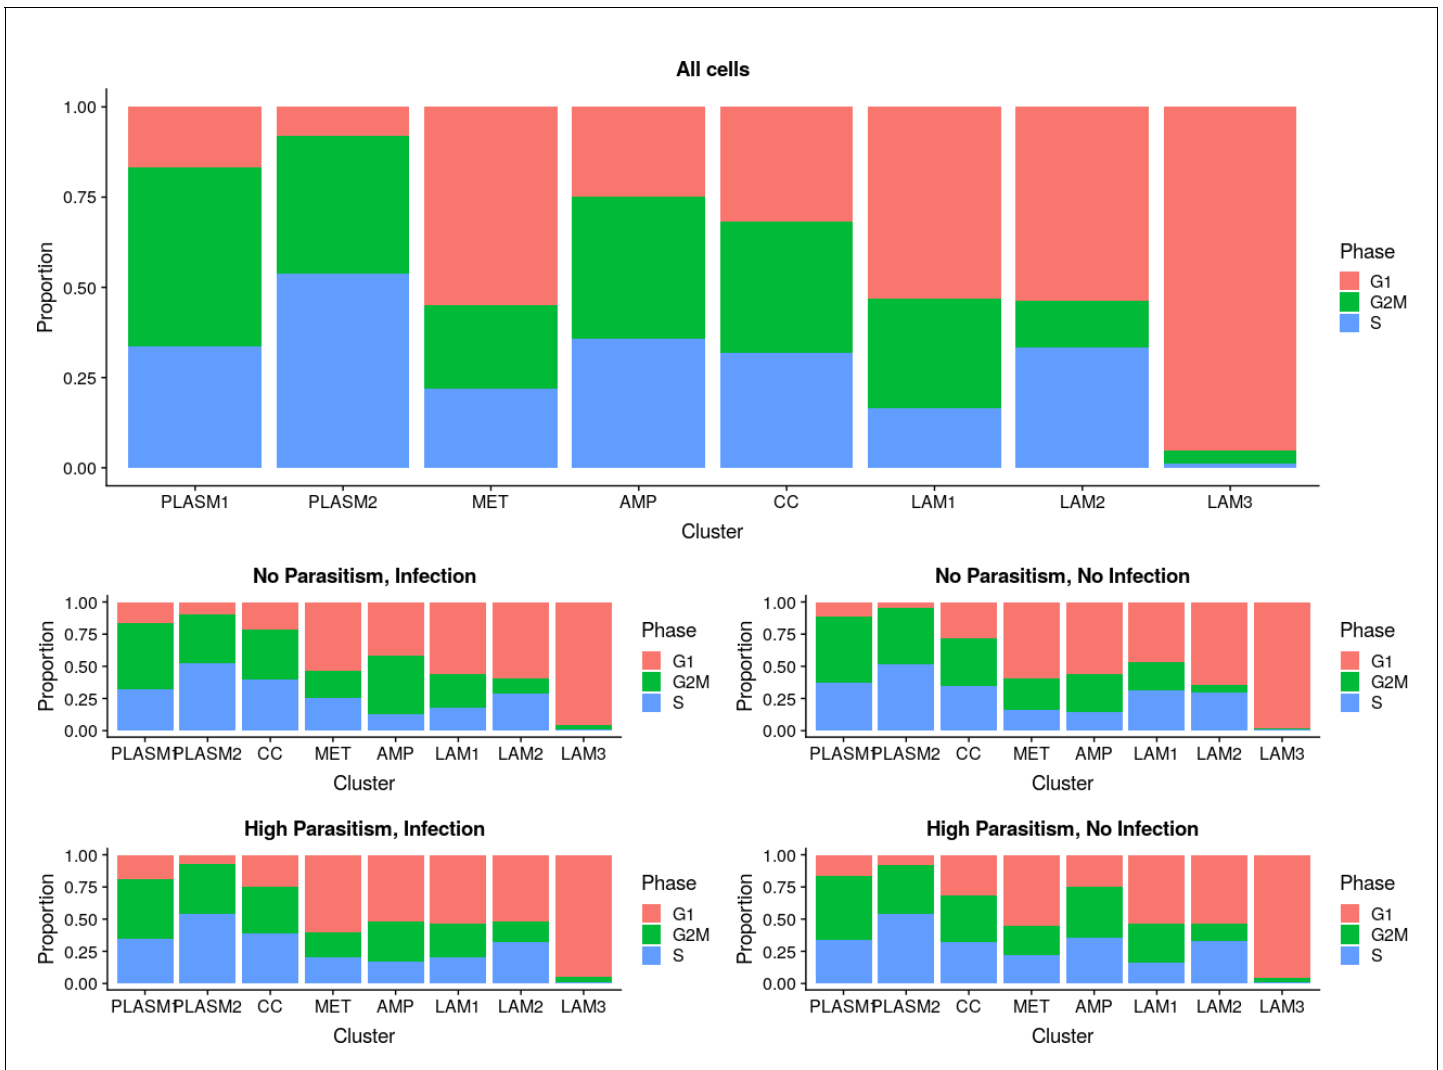 All cells
1.00
0.75
0.50
0.25
0.00
Proportion
PLASM1 PLASM2 MET AMP CC LAM1 LAM2 LAM3
Cluster
Phase
G1
G2M
S
No Parasitism, Infection
1.00
0.75
0.50
0.25
0.00
Proportion
PLASM1 PLASM2 CC MET AMP LAM1 LAM2 LAM3
Cluster
Phase
G1
G2M
S
No Parasitism, No Infection
1.00
0.75
0.50
0.25
0.00
Proportion
PLASM1 PLASM2 CC MET AMP LAM1 LAM2 LAM3
Cluster
Phase
G1
G2M
S
High Parasitism, Infection
1.00
0.75
0.50
0.25
0.00
Proportion
PLASM1 PLASM2 CC MET AMP LAM1 LAM2 LAM3
Cluster
Phase
G1
G2M
S
High Parasitism, No Infection
1.00
0.75
0.50
0.25
0.00
Proportion
PLASM1 PLASM2 CC MET AMP LAM1 LAM2 LAM3
Cluster
Phase
G1
G2M
S